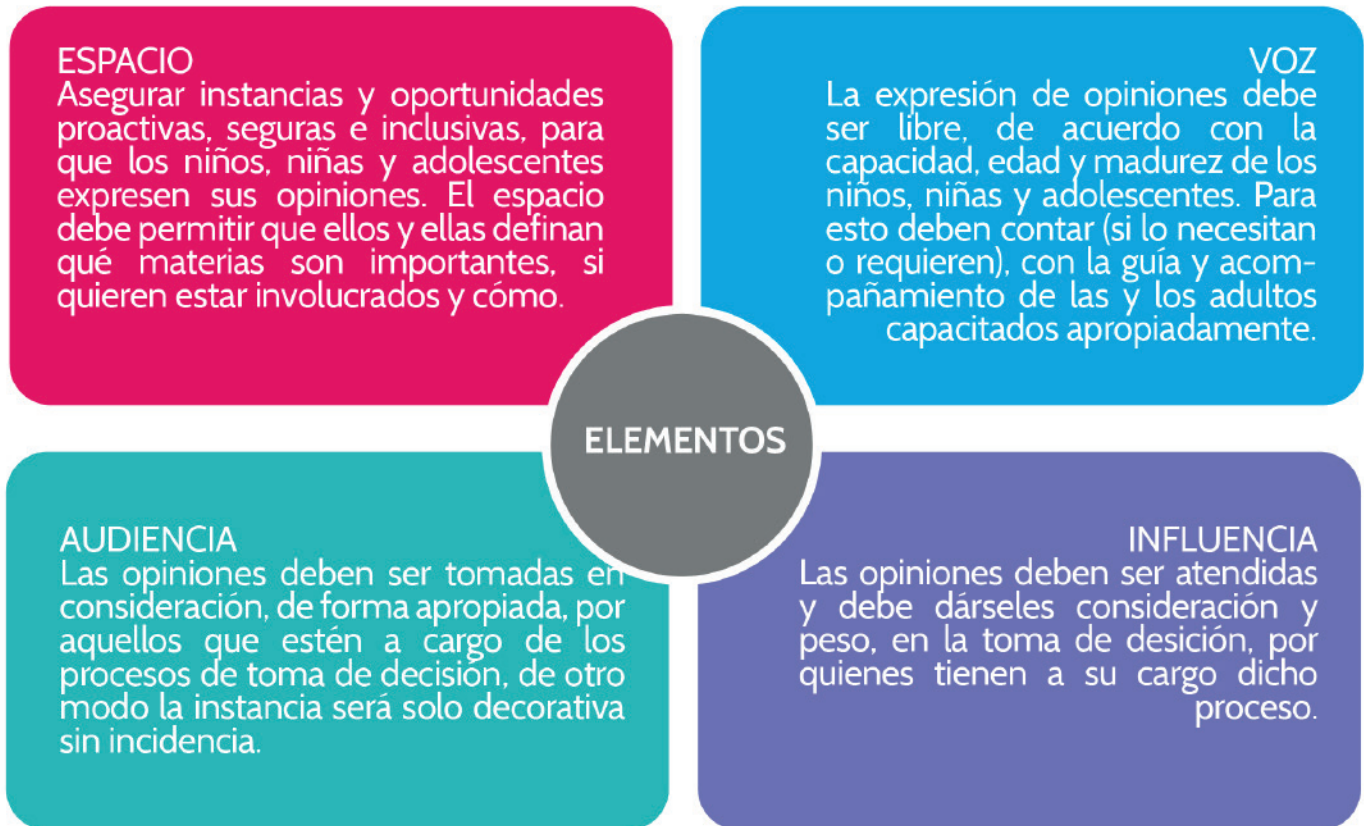 ESPACIO
Asegurar instancias y oportunidades
proactivas, seguras e inclusivas, para
que los niños, niñas y adolescentes
expresen sus opiniones. El espacio
debe permitir que ellos y ellas definan
qué materias son importantes, si
quieren estar involucrados y cómo.
VOZ
La expresión de opiniones debe
ser libre, de acuerdo con la
capacidad, edad y madurez de los
niños, niñas y adolescentes. Para
esto deben contar (si lo necesitan
o requieren), con la guía y acom-
pañamiento de las y los adultos
capacitados apropiadamente.
ELEMENTOS
AUDIENCIA
Las opiniones deben ser tomadas en
consideración, de forma apropiada, por
aquellos que estén a cargo de los
procesos de toma de decisión, de otro
modo la instancia será solo decorativa
sin incidencia.
INFLUENCIA
Las opiniones deben ser atendidas
y debe dárseles consideración y
peso, en la toma de desición, por
quienes tienen a su cargo dicho
proceso.